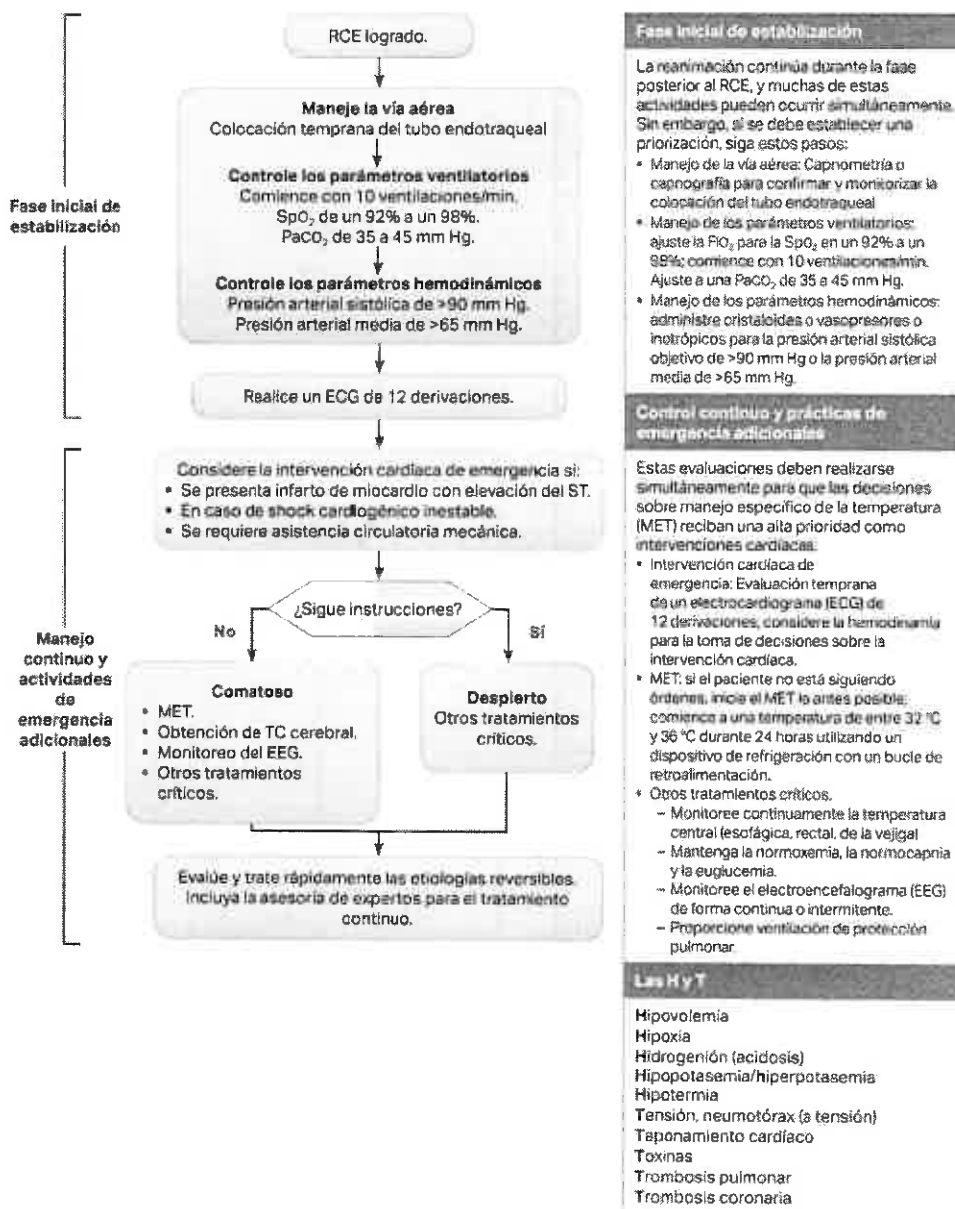 RCE logrado.
Maneje la vía aérea
Colocación temprana del tubo endotraqueal
Controle los parámetros ventilatorios
Comience con 10 ventilaciones/min.
SpO₂ de un 92% a un 98%.
PaCO₂ de 35 a 45 mm Hg.
Controle los parámetros hemodinámicos
Presión arterial sistólica de >90 mm Hg.
Presión arterial media de >65 mm Hg.
Realice un ECG de 12 derivaciones.
Fase inicial de
estabilización
Considere la intervención cardíaca de emergencia si:
• Se presenta infarto de miocardio con elevación del ST.
• En caso de shock cardiogénico inestable.
• Se requiere asistencia circulatoria mecánica.
¿Sigue instrucciones?
No
Sí
Manejo
continuo y
actividades
de
emergencia
adicionales
Comatoso
• MET.
• Obtención de TC cerebral.
• Monitoreo del EEG.
• Otros tratamientos
críticos.
Despierto
Otros tratamientos
críticos.
Evalúe y trate rápidamente las etiologías reversibles.
Incluya la asesoría de expertos para el tratamiento
continuo.
Fase inicial de estabilización
La reanimación continúa durante la fase
posterior al RCE, y muchas de estas
actividades pueden ocurrir simultáneamente.
Sin embargo, si se debe establecer una
priorización, siga estos pasos:
• Manejo de la vía aérea: Capnometría o
capnografía para confirmar y monitorizar la
colocación del tubo endotraqueal
• Manejo de los parámetros ventilatorios:
ajuste la FIO₂ para la SpO₂ en un 92% a un
98%; comience con 10 ventilaciones/min.
Ajuste a una PaCO₂ de 35 a 45 mm Hg.
• Manejo de los parámetros hemodinámicos:
administre cristaloides o vasopresores o
inotrópicos para la presión arterial sistólica
objetivo de >90 mm Hg o la presión arterial
media de >65 mm Hg.
Control continuo y prácticas de
emergencia adicionales
Estas evaluaciones deben realizarse
simultáneamente para que las decisiones
sobre manejo específico de la temperatura
(MET) reciban una alta prioridad como
intervenciones cardíacas.
• Intervención cardíaca de
emergencia: Evaluación temprana
de un electrocardiograma (ECG) de
12 derivaciones, considere la hemodinamia
para la toma de decisiones sobre la
intervención cardíaca.
• MET: si el paciente no está siguiendo
órdenes, inicie el MET lo antes posible;
comience a una temperatura de entre 32 °C
y 36 °C durante 24 horas utilizando un
dispositivo de refrigeración con un bucle de
retroalimentación.
• Otros tratamientos críticos.
– Monitoree continuamente la temperatura
central (esofágica, rectal, de la vejiga)
– Mantenga la normoxemia, la normocapnia
y la euglucemia.
– Monitoree el electroencefalograma (EEG)
de forma continua o intermitente.
– Proporcione ventilación de protección
pulmonar.
Las H y T
Hipovolemia
Hipoxia
Hidrogenión (acidosis)
Hipopotasemia/hiperpotasemia
Hipotermia
Tensión, neumotórax (a tensión)
Taponamiento cardíaco
Toxinas
Trombosis pulmonar
Trombosis coronaria